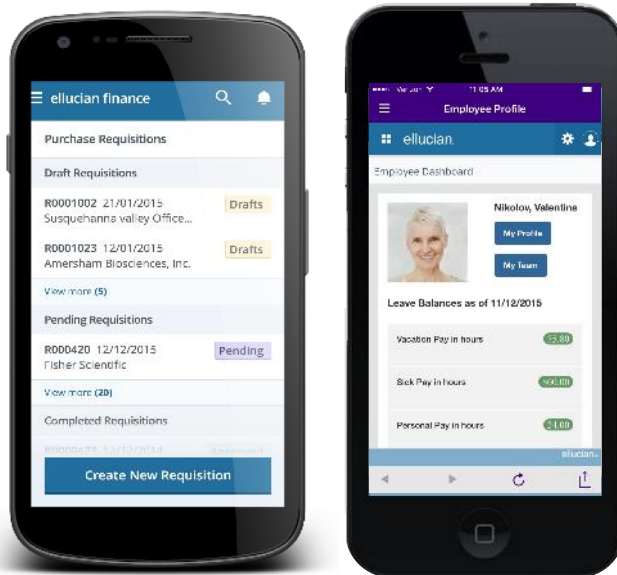 ellucian finance
Purchase Requisitions
Draft Requisitions
R0001002 21/01/2015 Drafts
Susquehanna valley Office...
R0001023 12/01/2015 Drafts
Amersham Biosciences, Inc.
View more (5)
Pending Requisitions
R000420 12/12/2015 Pending
Fisher Scientific
View more (20)
Completed Requisitions
Create New Requisition
11:05 AM
Employee Profile
ellucian
Employee Dashboard
Nikolov, Valentina
My Profile
My Team
Leave Balances as of 11/12/2015
Vacation Pay in hours
Sick Pay in hours
Personal Pay in hours 24.00
ellucian